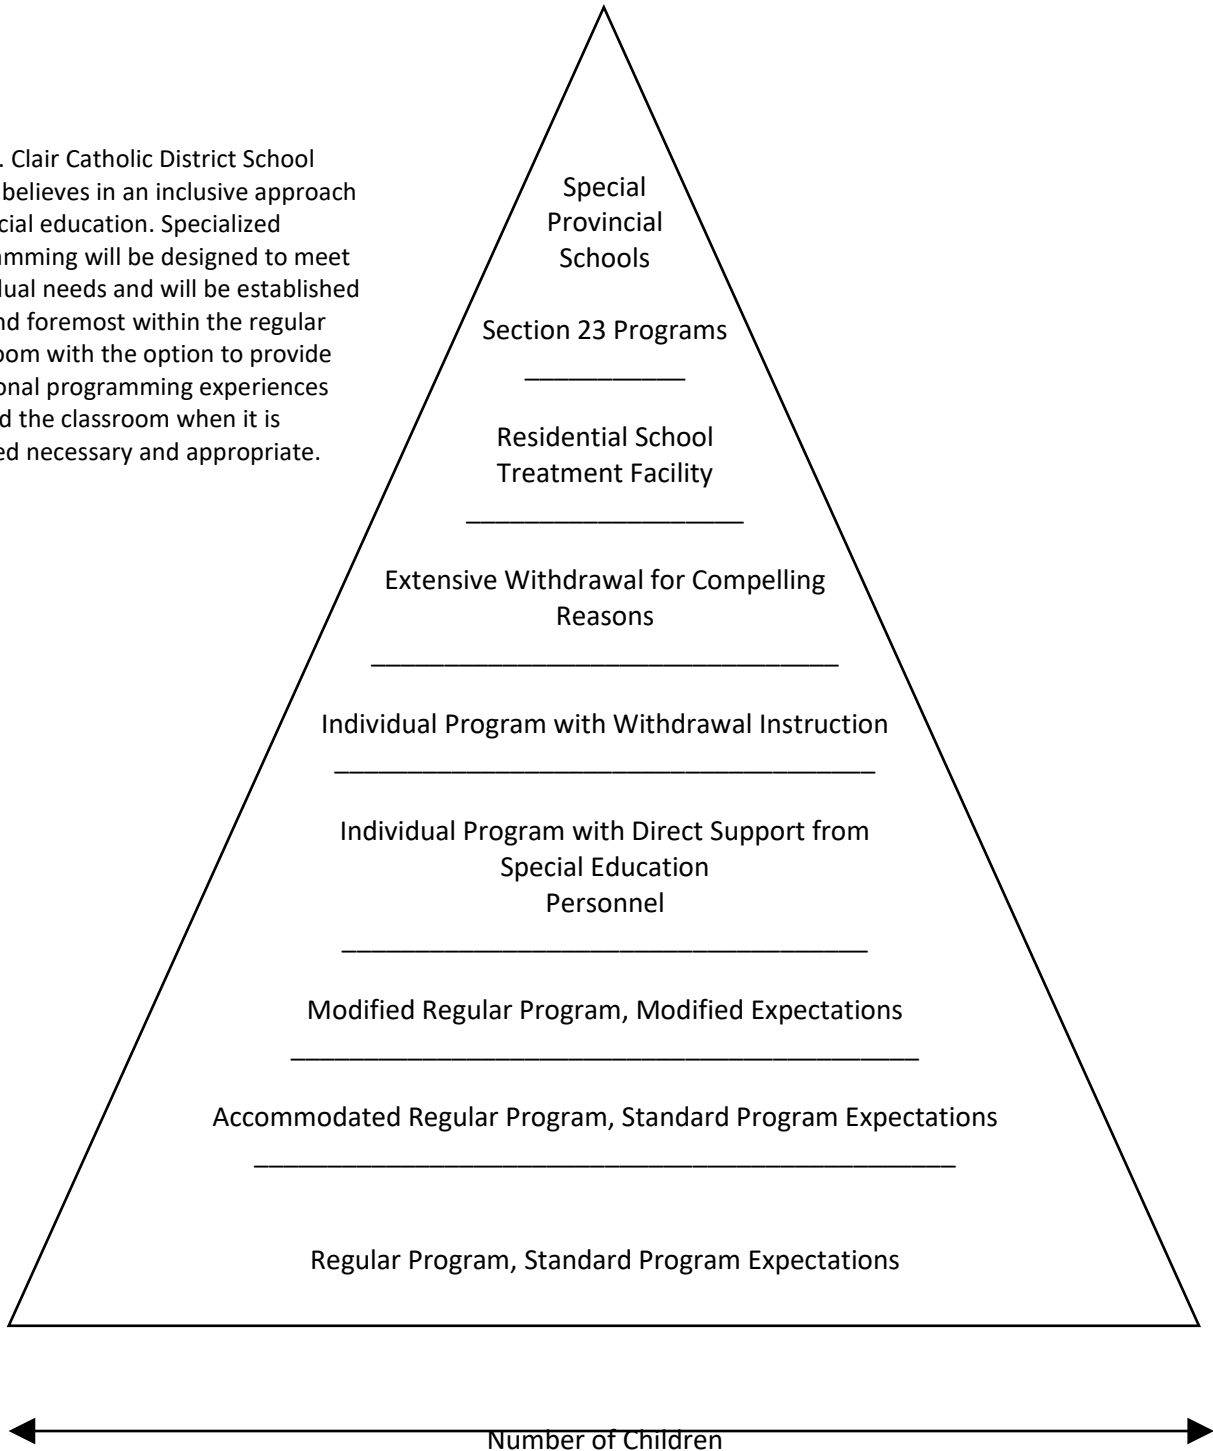 . Clair Catholic District School
believes in an inclusive approach
cial education. Specialized
amming will be designed to meet
dual needs and will be established
nd foremost within the regular
oom with the option to provide
onal programming experiences
d the classroom when it is
ed necessary and appropriate.
Special
Provincial
Schools
Section 23 Programs
Residential School
Treatment Facility
Extensive Withdrawal for Compelling
Reasons
Individual Program with Withdrawal Instruction
Individual Program with Direct Support from
Special Education
Personnel
Modified Regular Program, Modified Expectations
Accommodated Regular Program, Standard Program Expectations
Regular Program, Standard Program Expectations
Number of Children